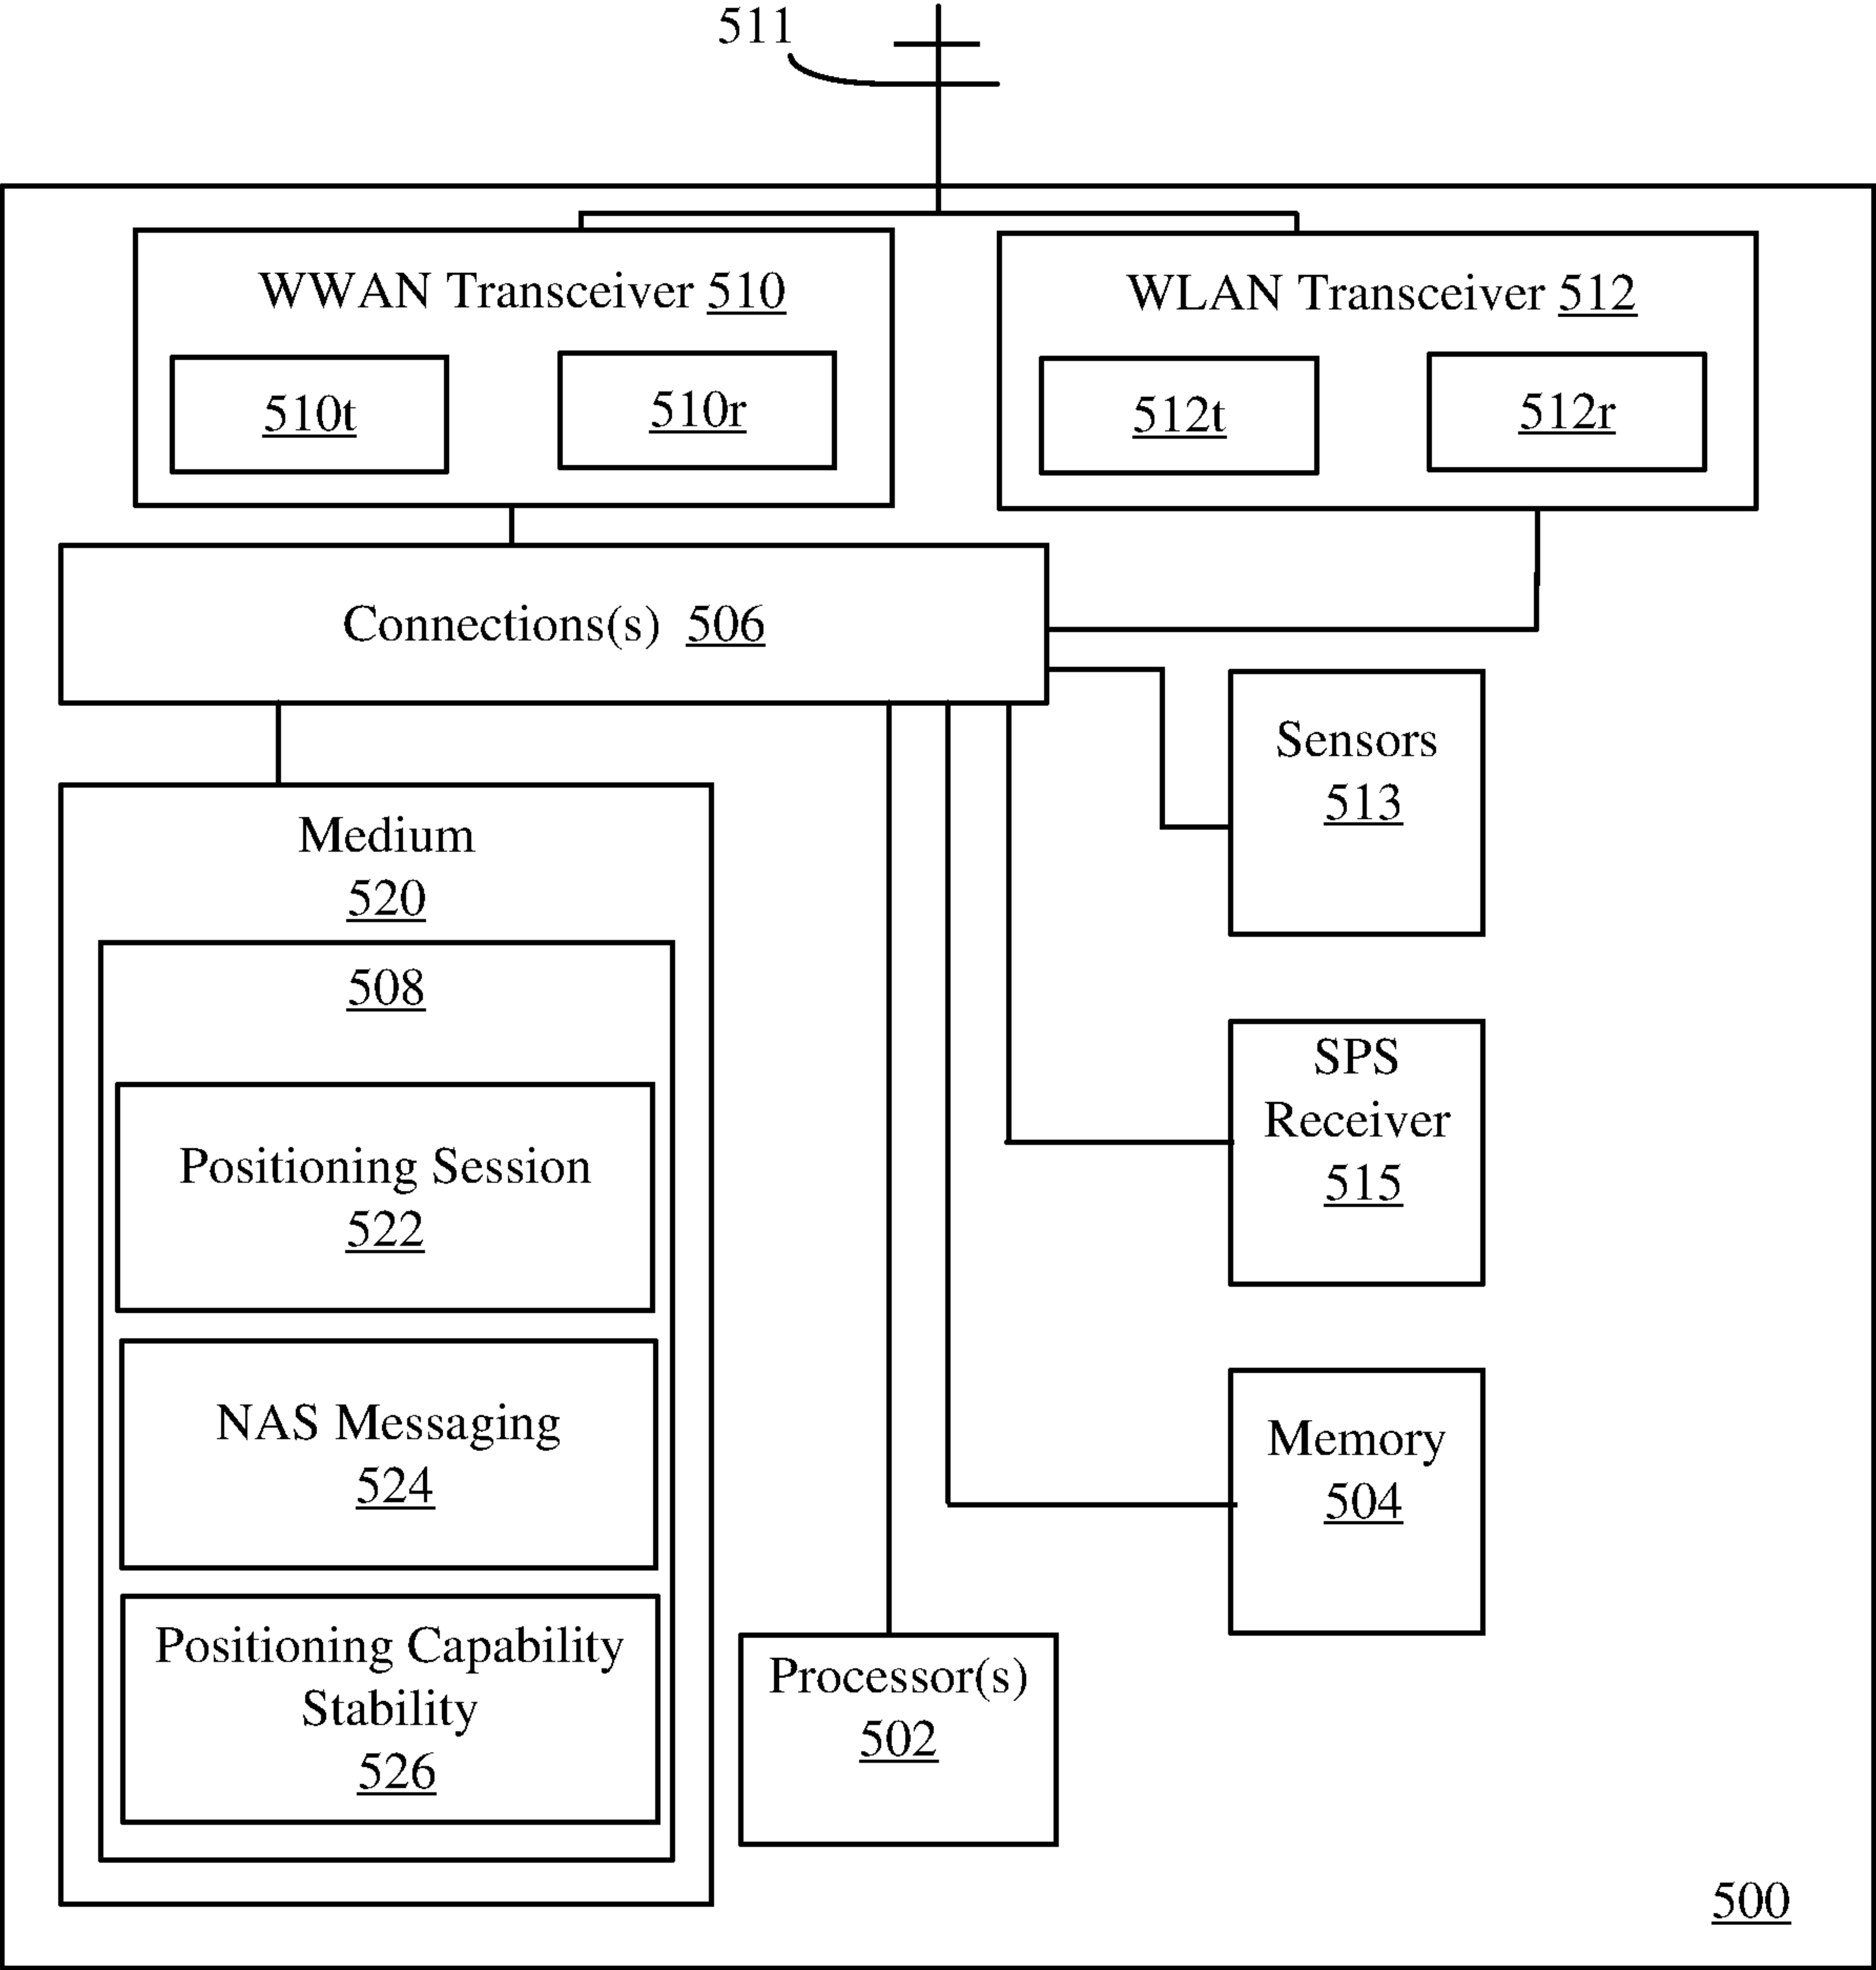 511
WWAN Transceiver 510
510t
510r
WLAN Transceiver 512
512t
512r
Connections(s) 506
Sensors
513
Medium
520
508
Positioning Session
522
NAS Messaging
524
Positioning Capability
Stability
526
SPS
Receiver
515
Memory
504
Processor(s)
502
500